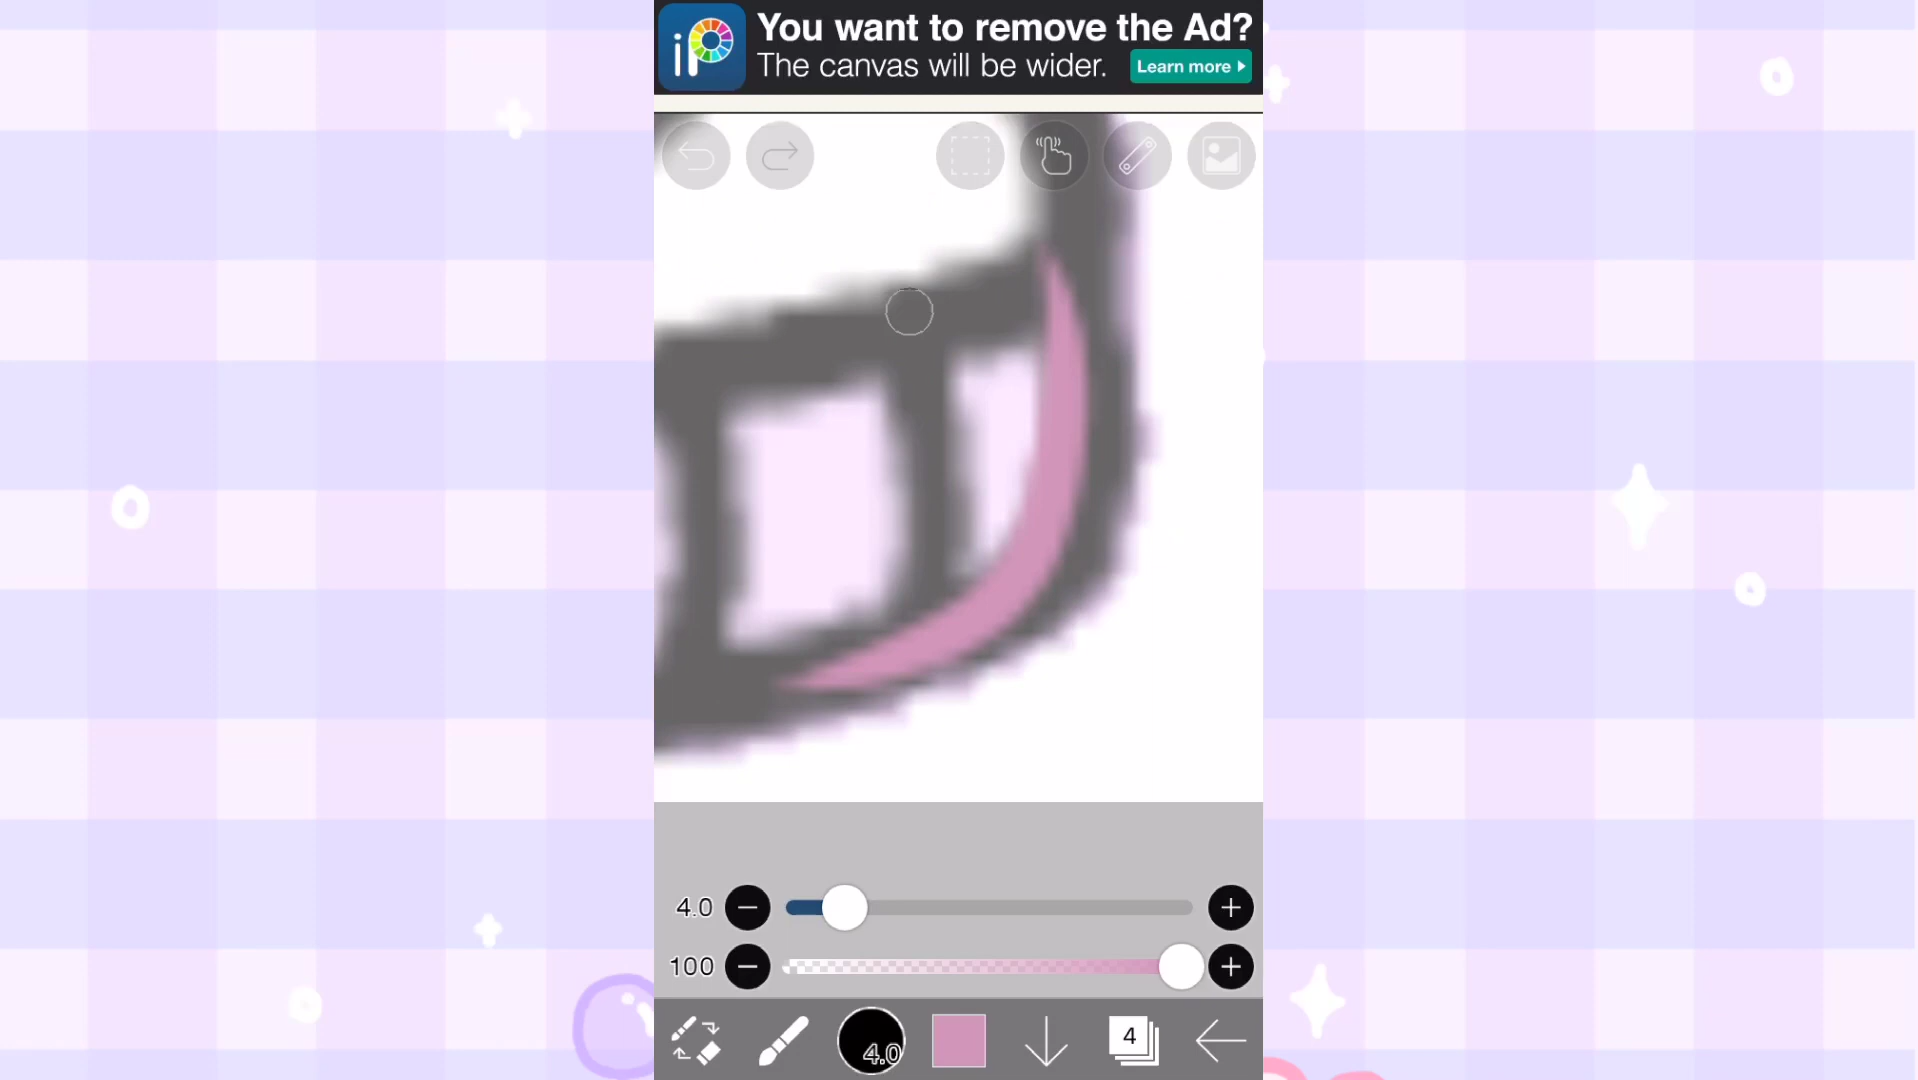 iP
You want to remove the Ad?
The canvas will be wider.
Learn more
4.0
100
4.0
4